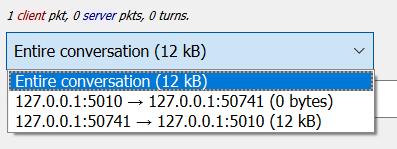 1 client pkt, 0 server pkts, 0 turns.
Entire conversation (12 kB)
Entire conversation (12 kB)
127.0.0.1:5010 → 127.0.0.1:50741 (0 bytes)
127.0.0.1:50741 → 127.0.0.1:5010 (12 kB)